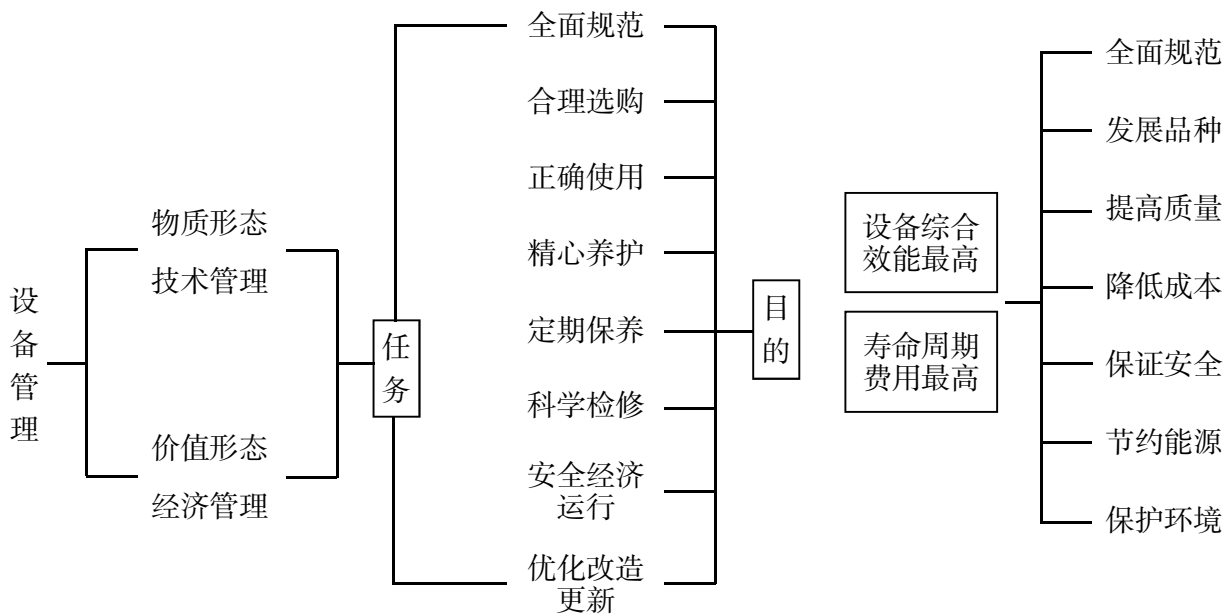 设备管理
物质形态
技术管理
价值形态
经济管理
任务
全面规范
合理选购
正确使用
精心养护
定期保养
科学检修
安全经济
运行
优化改造
更新
目的
设备综合
效能最高
寿命周期
费用最高
全面规范
发展品种
提高质量
降低成本
保证安全
节约能源
保护环境